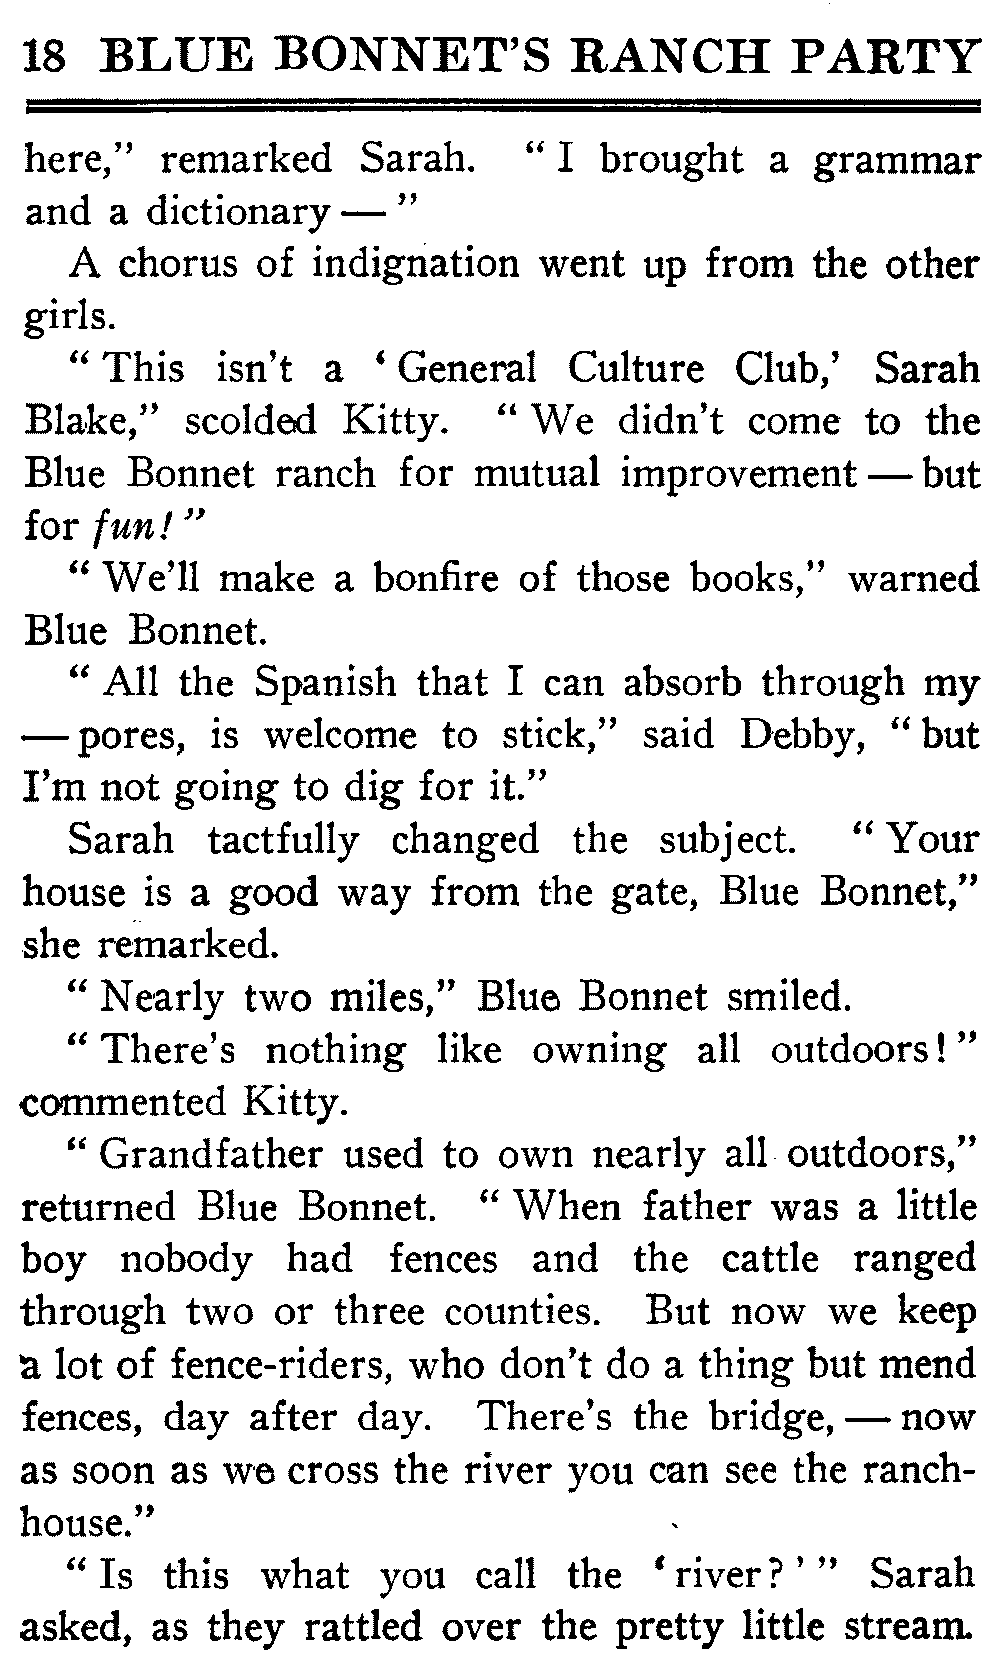 18 BLUE BONNET'S RANCH PARTY
here," remarked Sarah. "I brought a grammar
and a dictionary — "
A chorus of indignation went up from the other
girls.
"This isn't a 'General Culture Club,' Sarah
Blake," scolded Kitty. "We didn't come to the
Blue Bonnet ranch for mutual improvement — but
for fun!"
"We'll make a bonfire of those books," warned
Blue Bonnet.
"All the Spanish that I can absorb through my
— pores, is welcome to stick," said Debby, "but
I'm not going to dig for it."
Sarah tactfully changed the subject. "Your
house is a good way from the gate, Blue Bonnet,"
she remarked.
"Nearly two miles," Blue Bonnet smiled.
"There's nothing like owning all outdoors!"
commented Kitty.
"Grandfather used to own nearly all outdoors,"
returned Blue Bonnet. "When father was a little
boy nobody had fences and the cattle ranged
through two or three counties. But now we keep
a lot of fence-riders, who don't do a thing but mend
fences, day after day. There's the bridge, — now
as soon as we cross the river you can see the ranch-
house."
"Is this what you call the 'river?'" Sarah
asked, as they rattled over the pretty little stream.